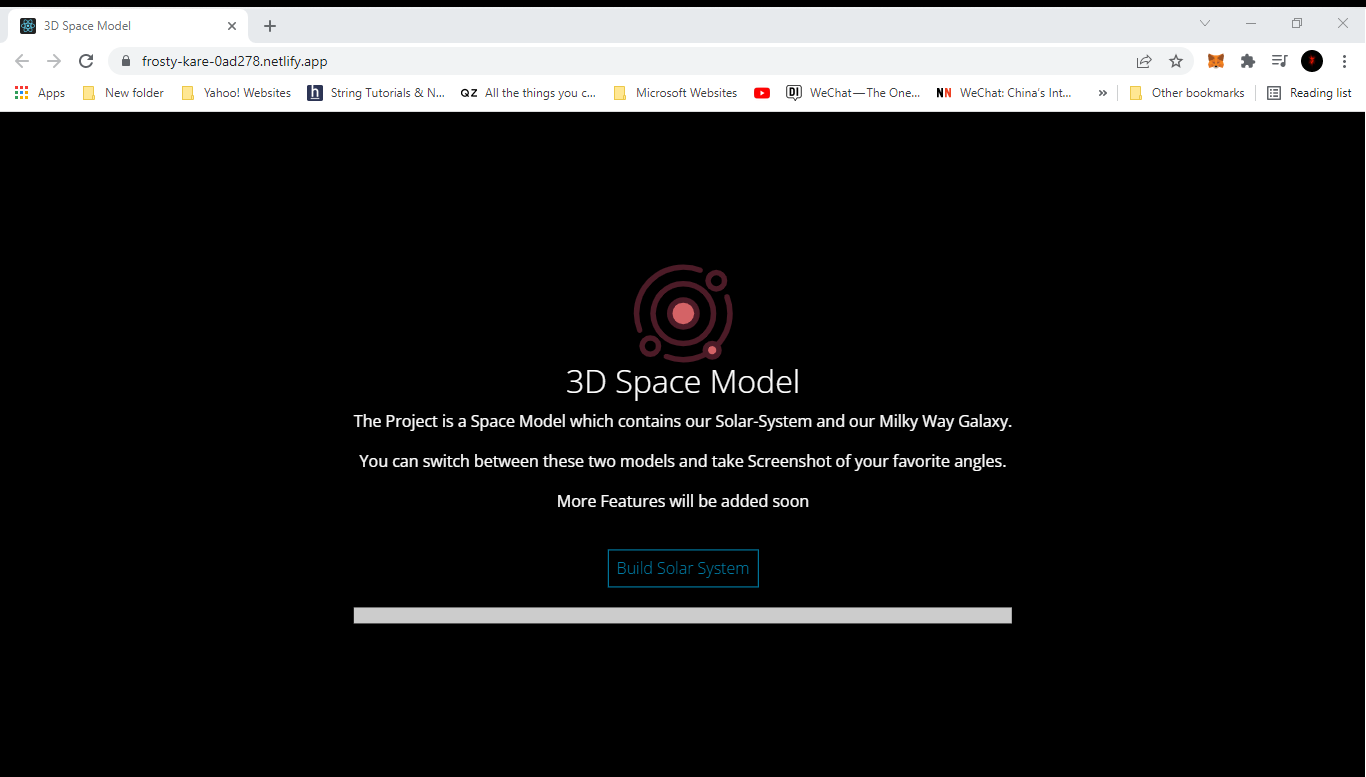 3D Space Model
frosty-kare-0ad278.netlify.app
Apps New folder Yahoo! Websites h String Tutorials & N... QZ All the things you c... Microsoft Websites DJ WeChat — The One... NN WeChat: China's Int... » Other bookmarks Reading list
3D Space Model
The Project is a Space Model which contains our Solar-System and our Milky Way Galaxy.
You can switch between these two models and take Screenshot of your favorite angles.
More Features will be added soon
Build Solar System